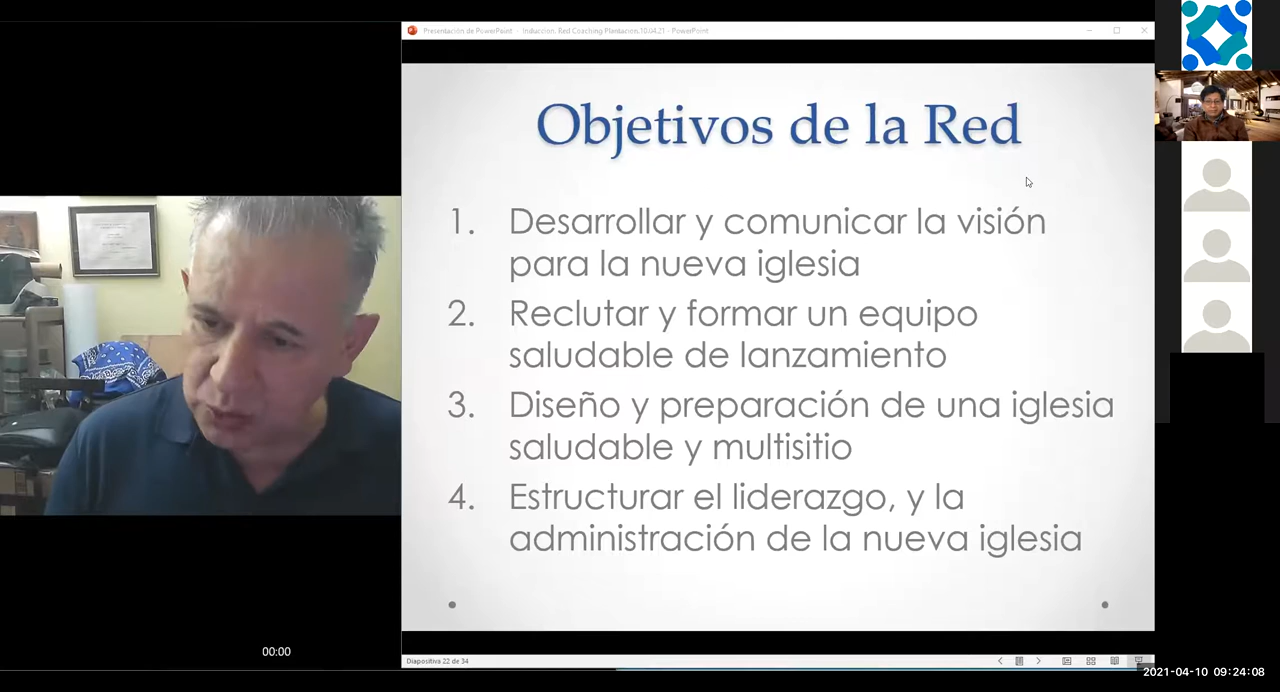 Presentación de PowerPoint - Induccion. Red Coaching Plantacion.10.04.21 - PowerPoint
Objetivos de la Red
1. Desarrollar y comunicar la visión
para la nueva iglesia
2. Reclutar y formar un equipo
saludable de lanzamiento
3. Diseño y preparación de una iglesia
saludable y multisitio
4. Estructurar el liderazgo, y la
administración de la nueva iglesia
00:00
Diapositiva 22 de 34
2021-04-10 09:24:08